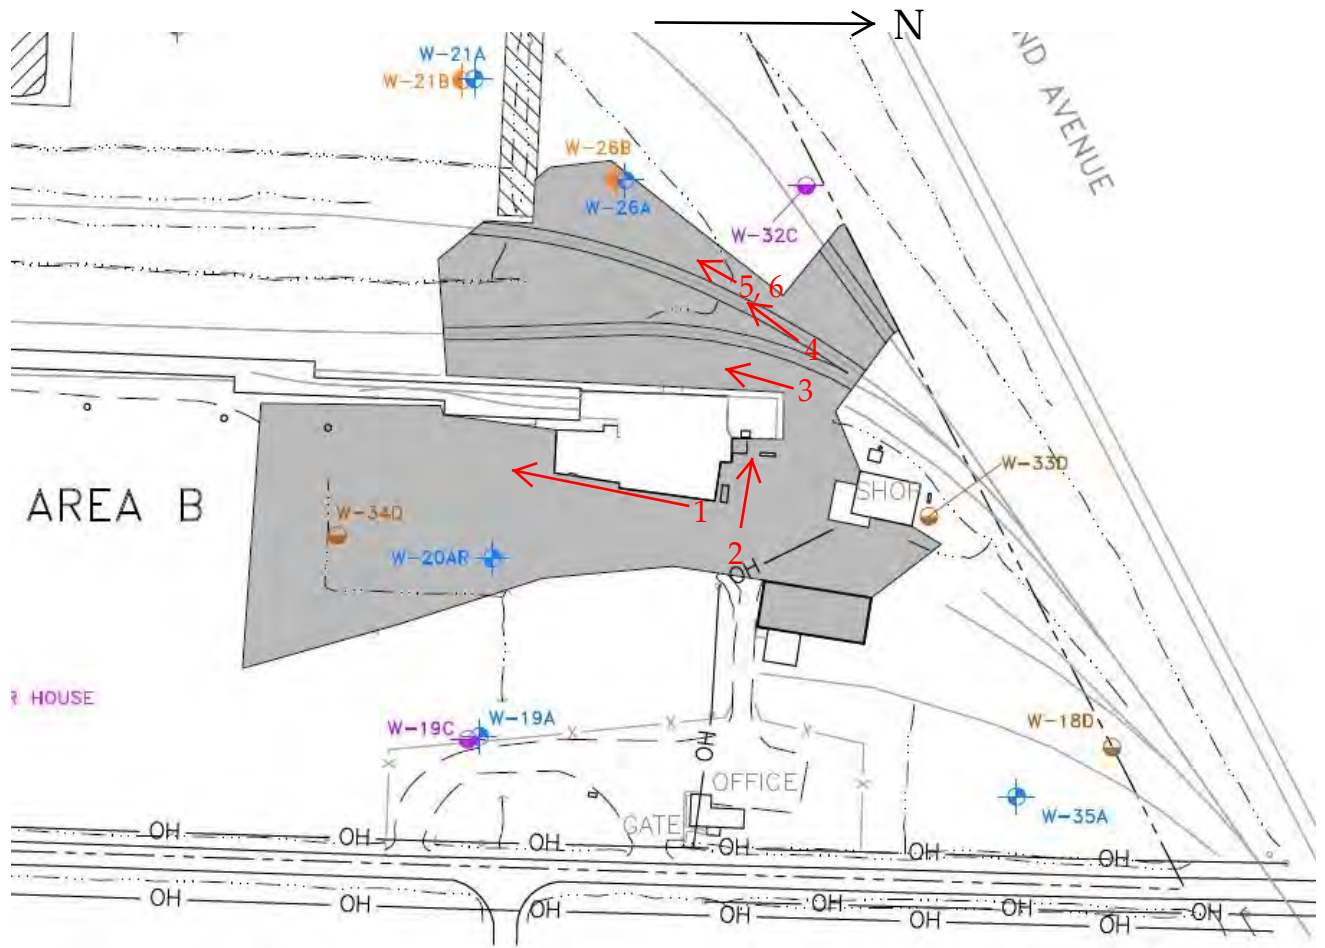 N
ND AVENUE
W-21A
W-21B
W-26B
W-26A
W-32C
5, 6
4
3
W-33D
SHOP
AREA B
W-34D
1
W-20AR
2
OH
R HOUSE
W-19C
W-19A
X
X
X
W-18D
OH
X
X
OFFICE
W-35A
GATE
OH
OH
OH
OH
OH
OH
OH
OH
OH
OH
OH
OH
OH
OH